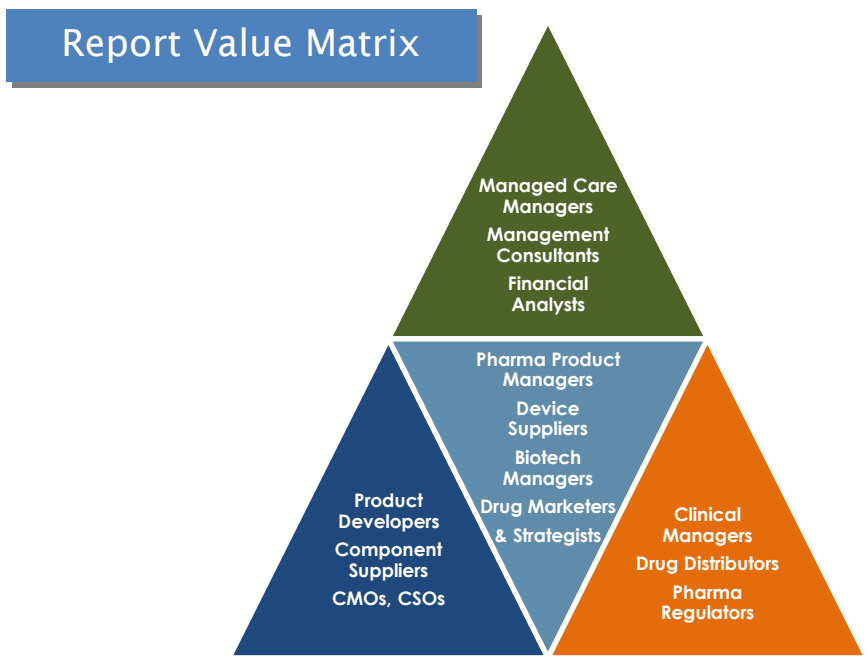 Report Value Matrix
Managed Care
Managers
Management
Consultants
Financial
Analysts
Pharma Product
Managers
Device
Suppliers
Biotech
Managers
Drug Marketers
& Strategists
Product
Developers
Component
Suppliers
CMOs, CSOs
Clinical
Managers
Drug Distributors
Pharma
Regulators